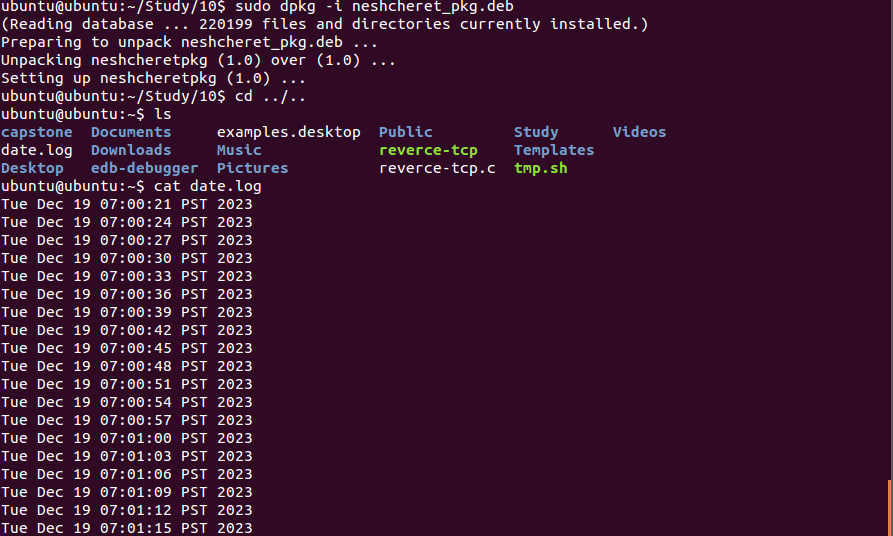 ubuntu@ubuntu:~/Study/10$ sudo dpkg -i neshcheret_pkg.deb
(Reading database ... 220199 files and directories currently installed.)
Preparing to unpack neshcheret_pkg.deb ...
Unpacking neshcheretpkg (1.0) over (1.0) ...
Setting up neshcheretpkg (1.0) ...
ubuntu@ubuntu:~/Study/10$ cd ../..
ubuntu@ubuntu:~$ ls
capstone  Documents     examples.desktop  Public         Study      Videos
date.log  Downloads     Music             reverce-tcp    Templates
Desktop   edb-debugger  Pictures          reverce-tcp.c  tmp.sh
ubuntu@ubuntu:~$ cat date.log
Tue Dec 19 07:00:21 PST 2023
Tue Dec 19 07:00:24 PST 2023
Tue Dec 19 07:00:27 PST 2023
Tue Dec 19 07:00:30 PST 2023
Tue Dec 19 07:00:33 PST 2023
Tue Dec 19 07:00:36 PST 2023
Tue Dec 19 07:00:39 PST 2023
Tue Dec 19 07:00:42 PST 2023
Tue Dec 19 07:00:45 PST 2023
Tue Dec 19 07:00:48 PST 2023
Tue Dec 19 07:00:51 PST 2023
Tue Dec 19 07:00:54 PST 2023
Tue Dec 19 07:00:57 PST 2023
Tue Dec 19 07:01:00 PST 2023
Tue Dec 19 07:01:03 PST 2023
Tue Dec 19 07:01:06 PST 2023
Tue Dec 19 07:01:09 PST 2023
Tue Dec 19 07:01:12 PST 2023
Tue Dec 19 07:01:15 PST 2023